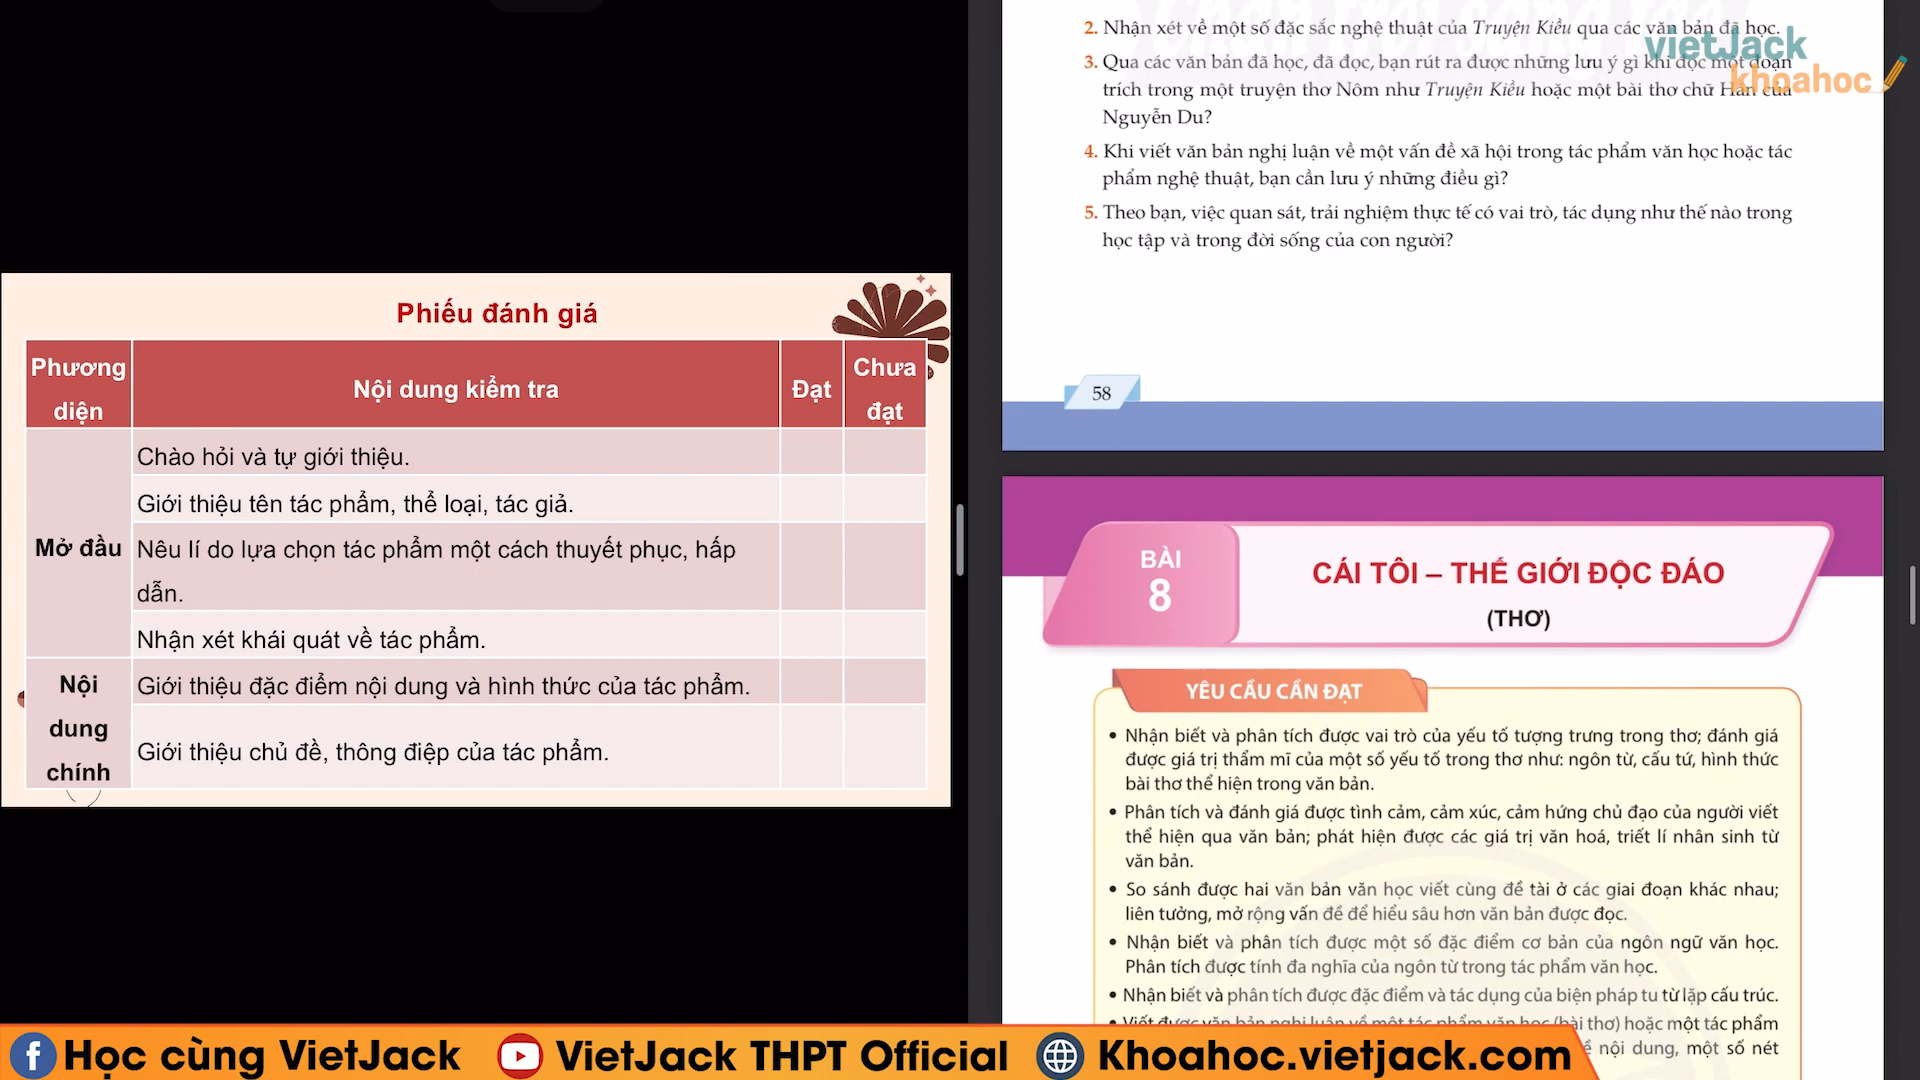 Phiếu đánh giá
Phương diện
Nội dung kiểm tra
Đạt
Chưa đạt
Mở đầu
Chào hỏi và tự giới thiệu.
Giới thiệu tên tác phẩm, thể loại, tác giả.
Nêu lí do lựa chọn tác phẩm một cách thuyết phục, hấp
dẫn.
Nhận xét khái quát về tác phẩm.
Nội dung chính
Giới thiệu đặc điểm nội dung và hình thức của tác phẩm.
Giới thiệu chủ đề, thông điệp của tác phẩm.
2. Nhận xét về một số đặc sắc nghệ thuật của Truyện Kiều qua các văn bản đã học.
3. Qua các văn bản đã học, đã đọc, bạn rút ra được những lưu ý gì khi đọc một đoạn
trích trong một truyện thơ Nôm như Truyện Kiều hoặc một bài thơ chữ Hán của
Nguyễn Du?
4. Khi viết văn bản nghị luận về một vấn đề xã hội trong tác phẩm văn học hoặc tác
phẩm nghệ thuật, bạn cần lưu ý những điều gì?
5. Theo bạn, việc quan sát, trải nghiệm thực tế có vai trò, tác dụng như thế nào trong
học tập và trong đời sống của con người?
vietJack
khoahoc
58
BÀI
8
CÁI TÔI – THẾ GIỚI ĐỘC ĐÁO
(THƠ)
YÊU CẦU CẦN ĐẠT
• Nhận biết và phân tích được vai trò của yếu tố tượng trưng trong thơ; đánh giá
được giá trị thẩm mĩ của một số yếu tố trong thơ như: ngôn từ, cấu tứ, hình thức
bài thơ thể hiện trong văn bản.
• Phân tích và đánh giá được tình cảm, cảm xúc, cảm hứng chủ đạo của người viết
thể hiện qua văn bản; phát hiện được các giá trị văn hoá, triết lí nhân sinh từ
văn bản.
• So sánh được hai văn bản văn học viết cùng đề tài ở các giai đoạn khác nhau;
liên tưởng, mở rộng vấn đề để hiểu sâu hơn văn bản được đọc.
• Nhận biết và phân tích được một số đặc điểm cơ bản của ngôn ngữ văn học.
Phân tích được tính đa nghĩa của ngôn từ trong tác phẩm văn học.
• Nhận biết và phân tích được đặc điểm và tác dụng của biện pháp tu từ lặp cấu trúc.
• Viết được văn bản nghị luận về một tác phẩm văn học (bài thơ) hoặc một tác phẩm
nội dung, một số nét
Học cùng VietJack
VietJack THPT Official
Khoahoc.vietjack.com